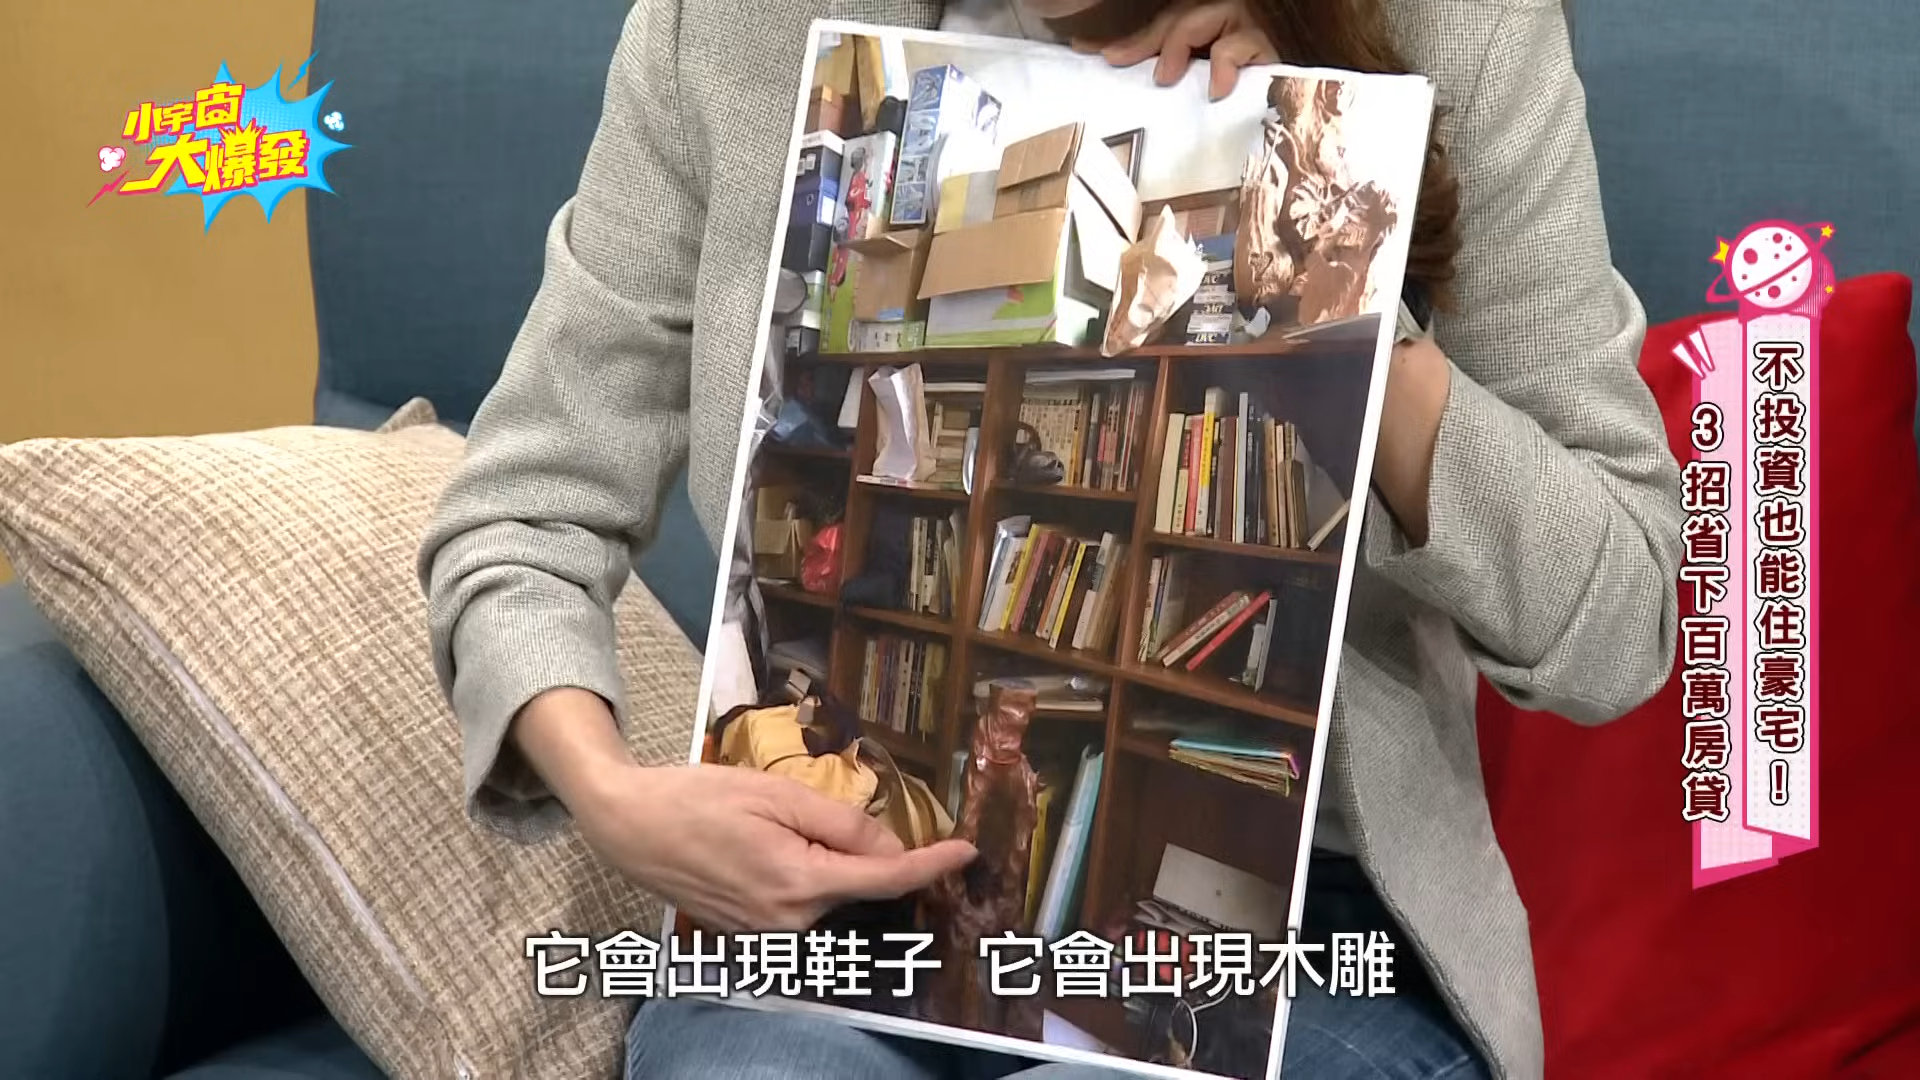 小宇宙
大爆發
不投資也能住豪宅！
3招省下百萬房貸
它會出現鞋子 它會出現木雕